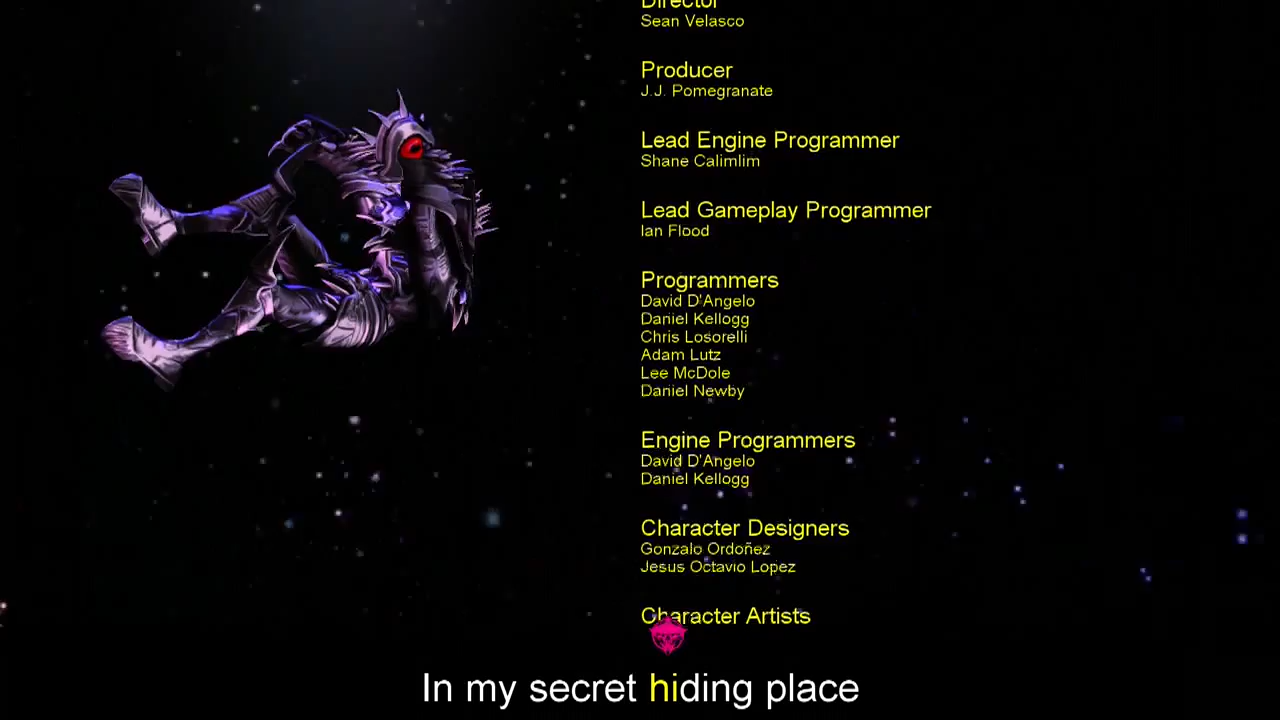 Director
Sean Velasco
Producer
J.J. Pomegranate
Lead Engine Programmer
Shane Calimlim
Lead Gameplay Programmer
Ian Flood
Programmers
David D'Angelo
Daniel Kellogg
Chris Losorelli
Adam Lutz
Lee McDole
Daniel Newby
Engine Programmers
David D'Angelo
Daniel Kellogg
Character Designers
Gonzalo Ordoñez
Jesus Octavio Lopez
Character Artists
In my secret hiding place